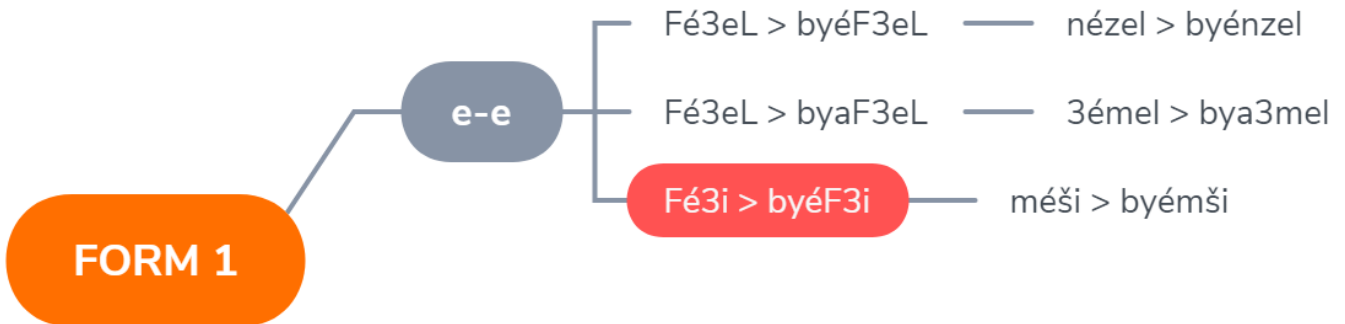 Fé3eL > byéF3eL nézel > byénzel
e-e
Fé3eL > byaF3eL 3émel > bya3mel
Fé3i > byéF3i méši > byémši
FORM 1